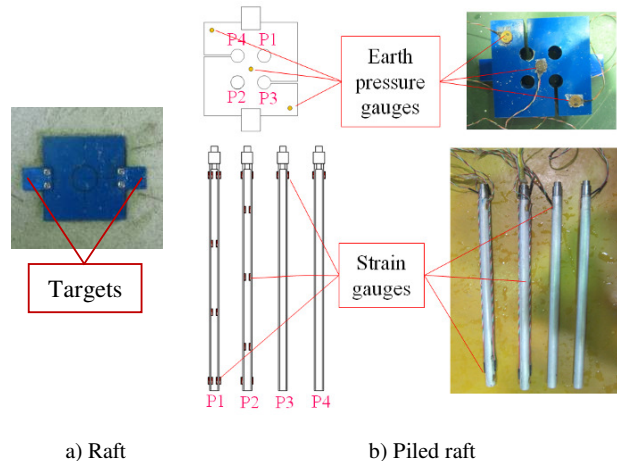 P4 P1
P2 P3
Earth
pressure
gauges
Targets
Strain
gauges
P1 P2 P3 P4
a) Raft
b) Piled raft